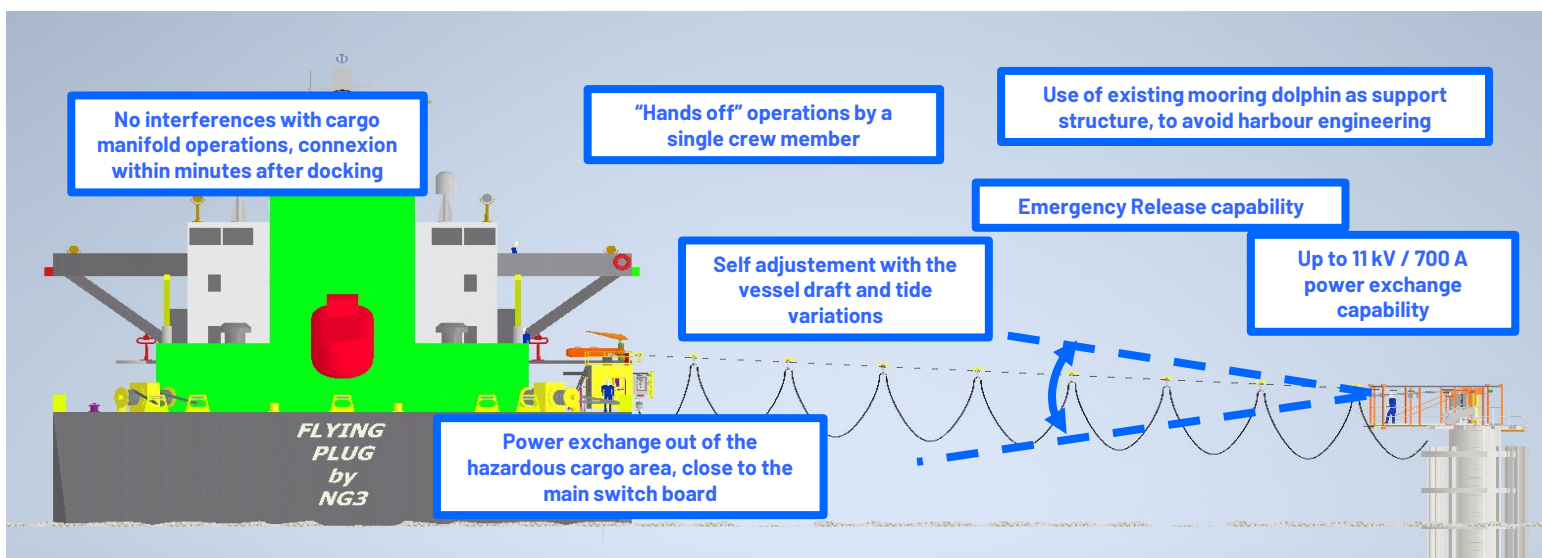 No interferences with cargo
manifold operations, connexion
within minutes after docking
“Hands off” operations by a
single crew member
Use of existing mooring dolphin as support
structure, to avoid harbour engineering
Emergency Release capability
Up to 11 kV / 700 A
power exchange
capability
Self adjustement with the
vessel draft and tide
variations
Power exchange out of the
hazardous cargo area, close to the
main switch board
FLYING
PLUG
by
NG3